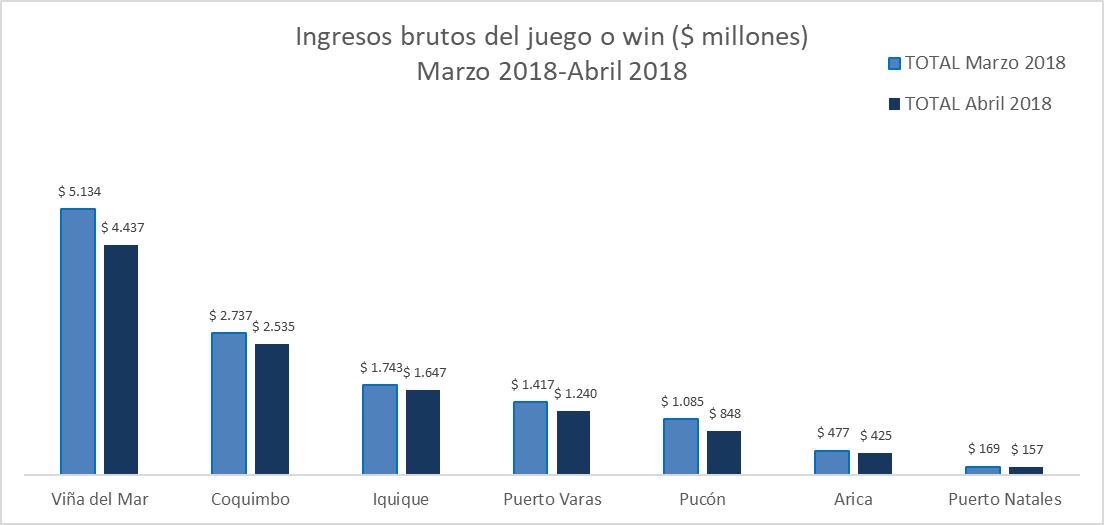 Ingresos brutos del juego o win ($ millones)
Marzo 2018-Abril 2018
TOTAL Marzo 2018
TOTAL Abril 2018
$ 5.134
$ 4.437
$ 2.737
$ 2.535
$ 1.743
$ 1.647
$ 1.417
$ 1.240
$ 1.085
$ 848
$ 477
$ 425
$ 169
$ 157
Viña del Mar
Coquimbo
Iquique
Puerto Varas
Pucón
Arica
Puerto Natales